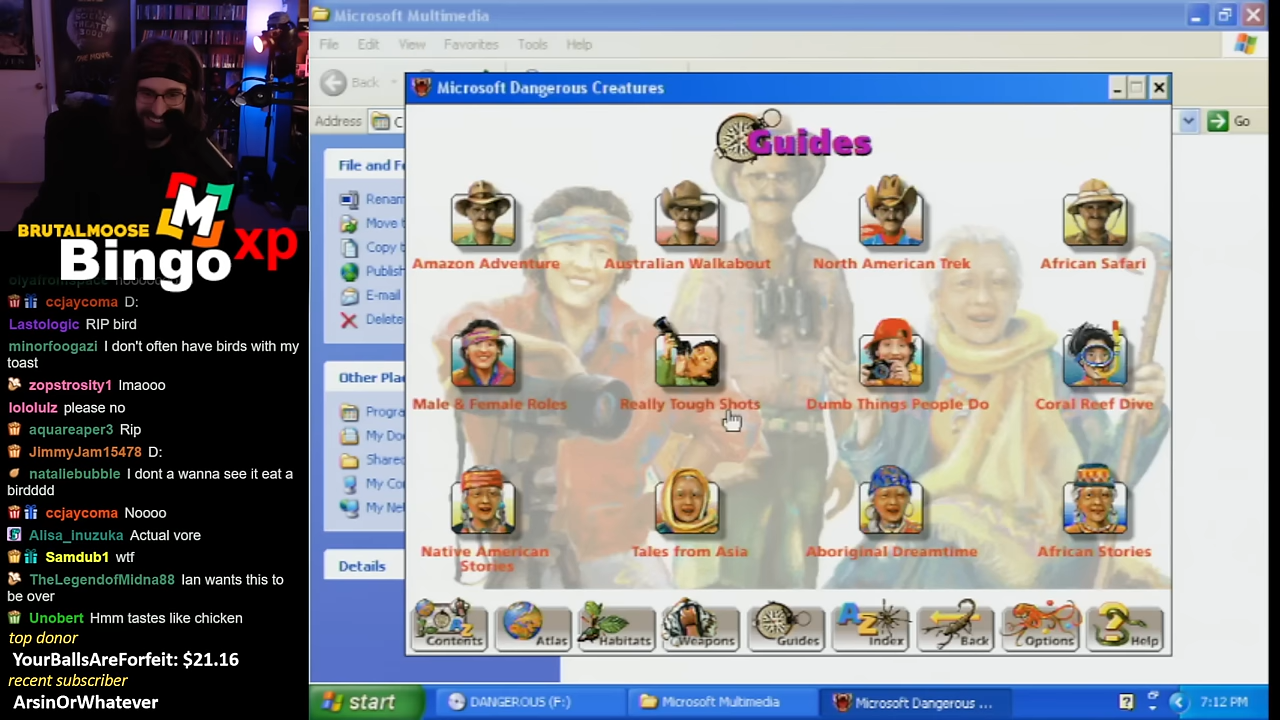 BRUTALMOOSE
M
Bingo xp
ccjaycoma D:
Lastologic RIP bird
minorfoogazi I don't often have birds with my
toast
zopstrosity1 lmaooo
lololulz please no
aquareaper3 Rip
JimmyJam15478 D:
nataliebubble I dont a wanna see it eat a
birdddd
ccjaycoma Noooo
Alisa_inuzuka Actual vore
Samdub1 wtf
TheLegendofMidna88 Ian wants this to
be over
Unobert Hmm tastes like chicken
top donor
YourBallsAreForfeit: $21.16
recent subscriber
ArsinOrWhatever
Microsoft Multimedia
File Edit View Favorites Tools Help
Back
Address C Go
File and F
Renam
Move t
Copy t
Publish
E-mail
Delete
Other Plac
Progra
My Do
Shared
My Co
My Ne
Details
Microsoft Dangerous Creatures
Guides
Amazon Adventure Australian Walkabout North American Trek African Safari
Male & Female Roles Really Tough Shots Dumb Things People Do Coral Reef Dive
Native American Tales from Asia Aboriginal Dreamtime African Stories
Stories
Contents Atlas Habitats Weapons Guides Index Back Options Help
start DANGEROUS (F:) Microsoft Multimedia Microsoft Dangerous ... 7:12 PM